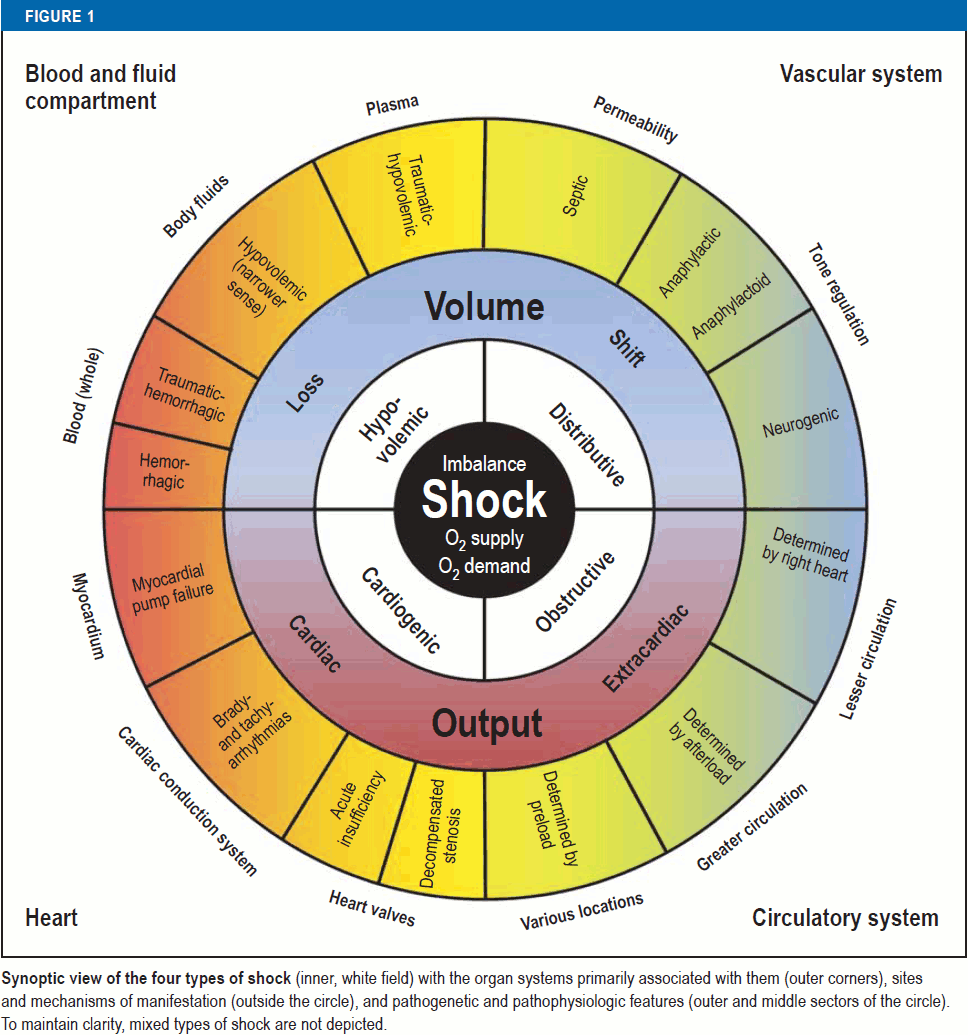 FIGURE 1
Blood and fluid
compartment
Vascular system
Plasma
Permeability
Body fluids
Tone regulation
Blood (whole)
Traumatic-
hypovolemic
Septic
Hypovolemic
(narrower
sense)
Anaphylactic
Anaphylactoid
Traumatic-
hemorrhagic
Hemor-
rhagic
Neurogenic
Volume
Loss
Shift
Hypo-
volemic
Distributive
Imbalance
Shock
O2 supply
O2 demand
Cardiogenic
Obstructive
Cardiac
Extracardiac
Output
Myocardial
pump failure
Determined
by right heart
Brady-
and tachy-
arrhythmias
Acute
insufficiency
Decompensated
stenosis
Determined by
preload
Determined
by afterload
Myocardium
Lesser circulation
Cardiac conduction system
Greater circulation
Heart valves
Various locations
Heart
Circulatory system
Synoptic view of the four types of shock (inner, white field) with the organ systems primarily associated with them (outer corners), sites
and mechanisms of manifestation (outside the circle), and pathogenetic and pathophysiologic features (outer and middle sectors of the circle).
To maintain clarity, mixed types of shock are not depicted.